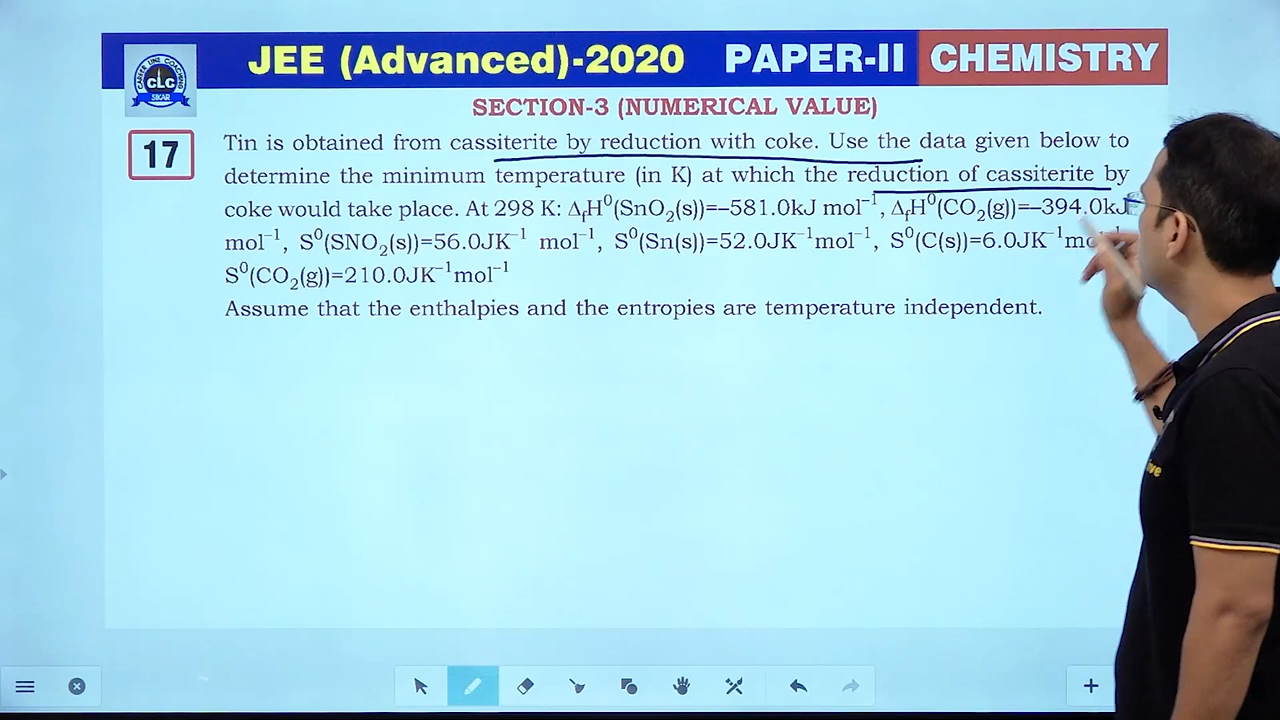 JEE (Advanced)-2020 PAPER-II CHEMISTRY
CLC
SIKAR
SECTION-3 (NUMERICAL VALUE)
17
Tin is obtained from cassiterite by reduction with coke. Use the data given below to
determine the minimum temperature (in K) at which the reduction of cassiterite by
coke would take place. At 298 K: ΔfH⁰(SnO₂(s))=–581.0kJ mol⁻¹, ΔfH⁰(CO₂(g))=–394.0kJ
mol⁻¹, S⁰(SNO₂(s))=56.0JK⁻¹ mol⁻¹, S⁰(Sn(s))=52.0JK⁻¹mol⁻¹, S⁰(C(s))=6.0JK⁻¹
S⁰(CO₂(g))=210.0JK⁻¹mol⁻¹
Assume that the enthalpies and the entropies are temperature independent.